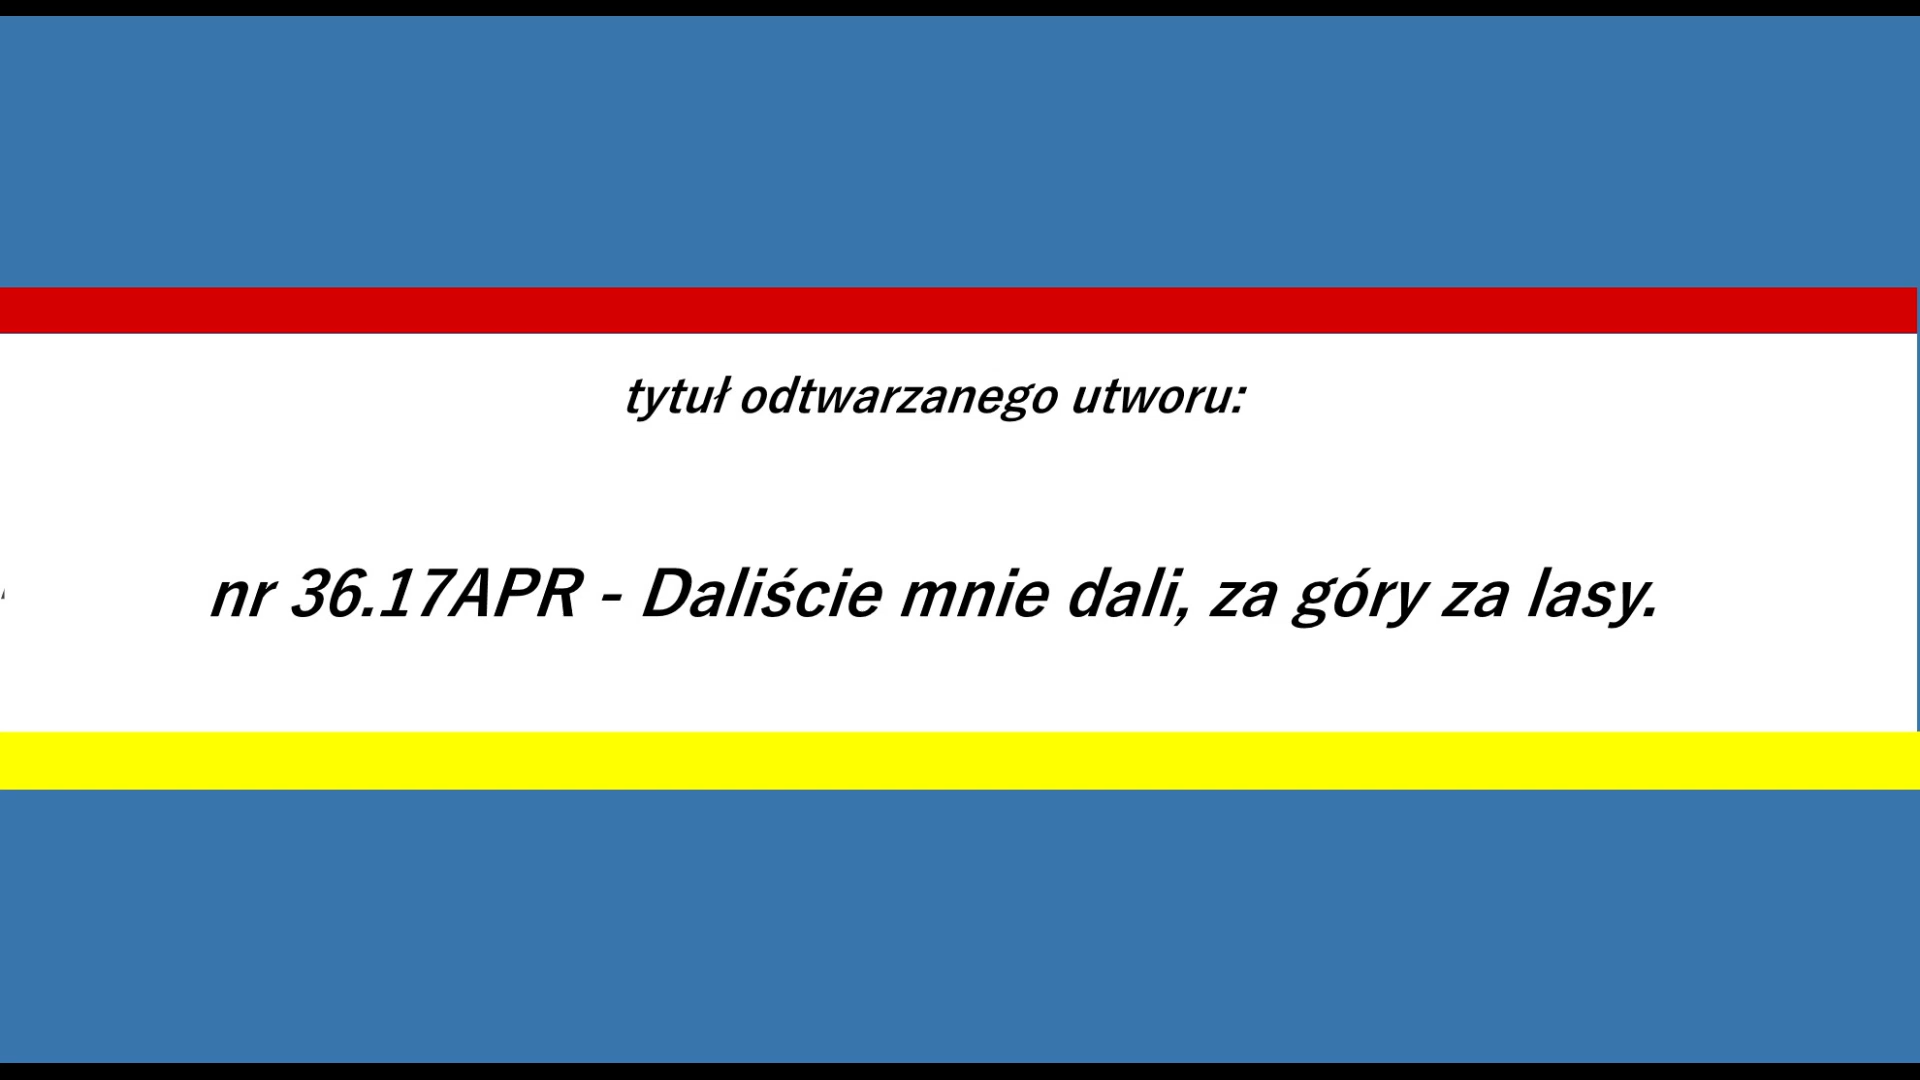 tytuł odtwarzanego utworu:
nr 36.17APR - Daliście mnie dali, za góry za lasy.